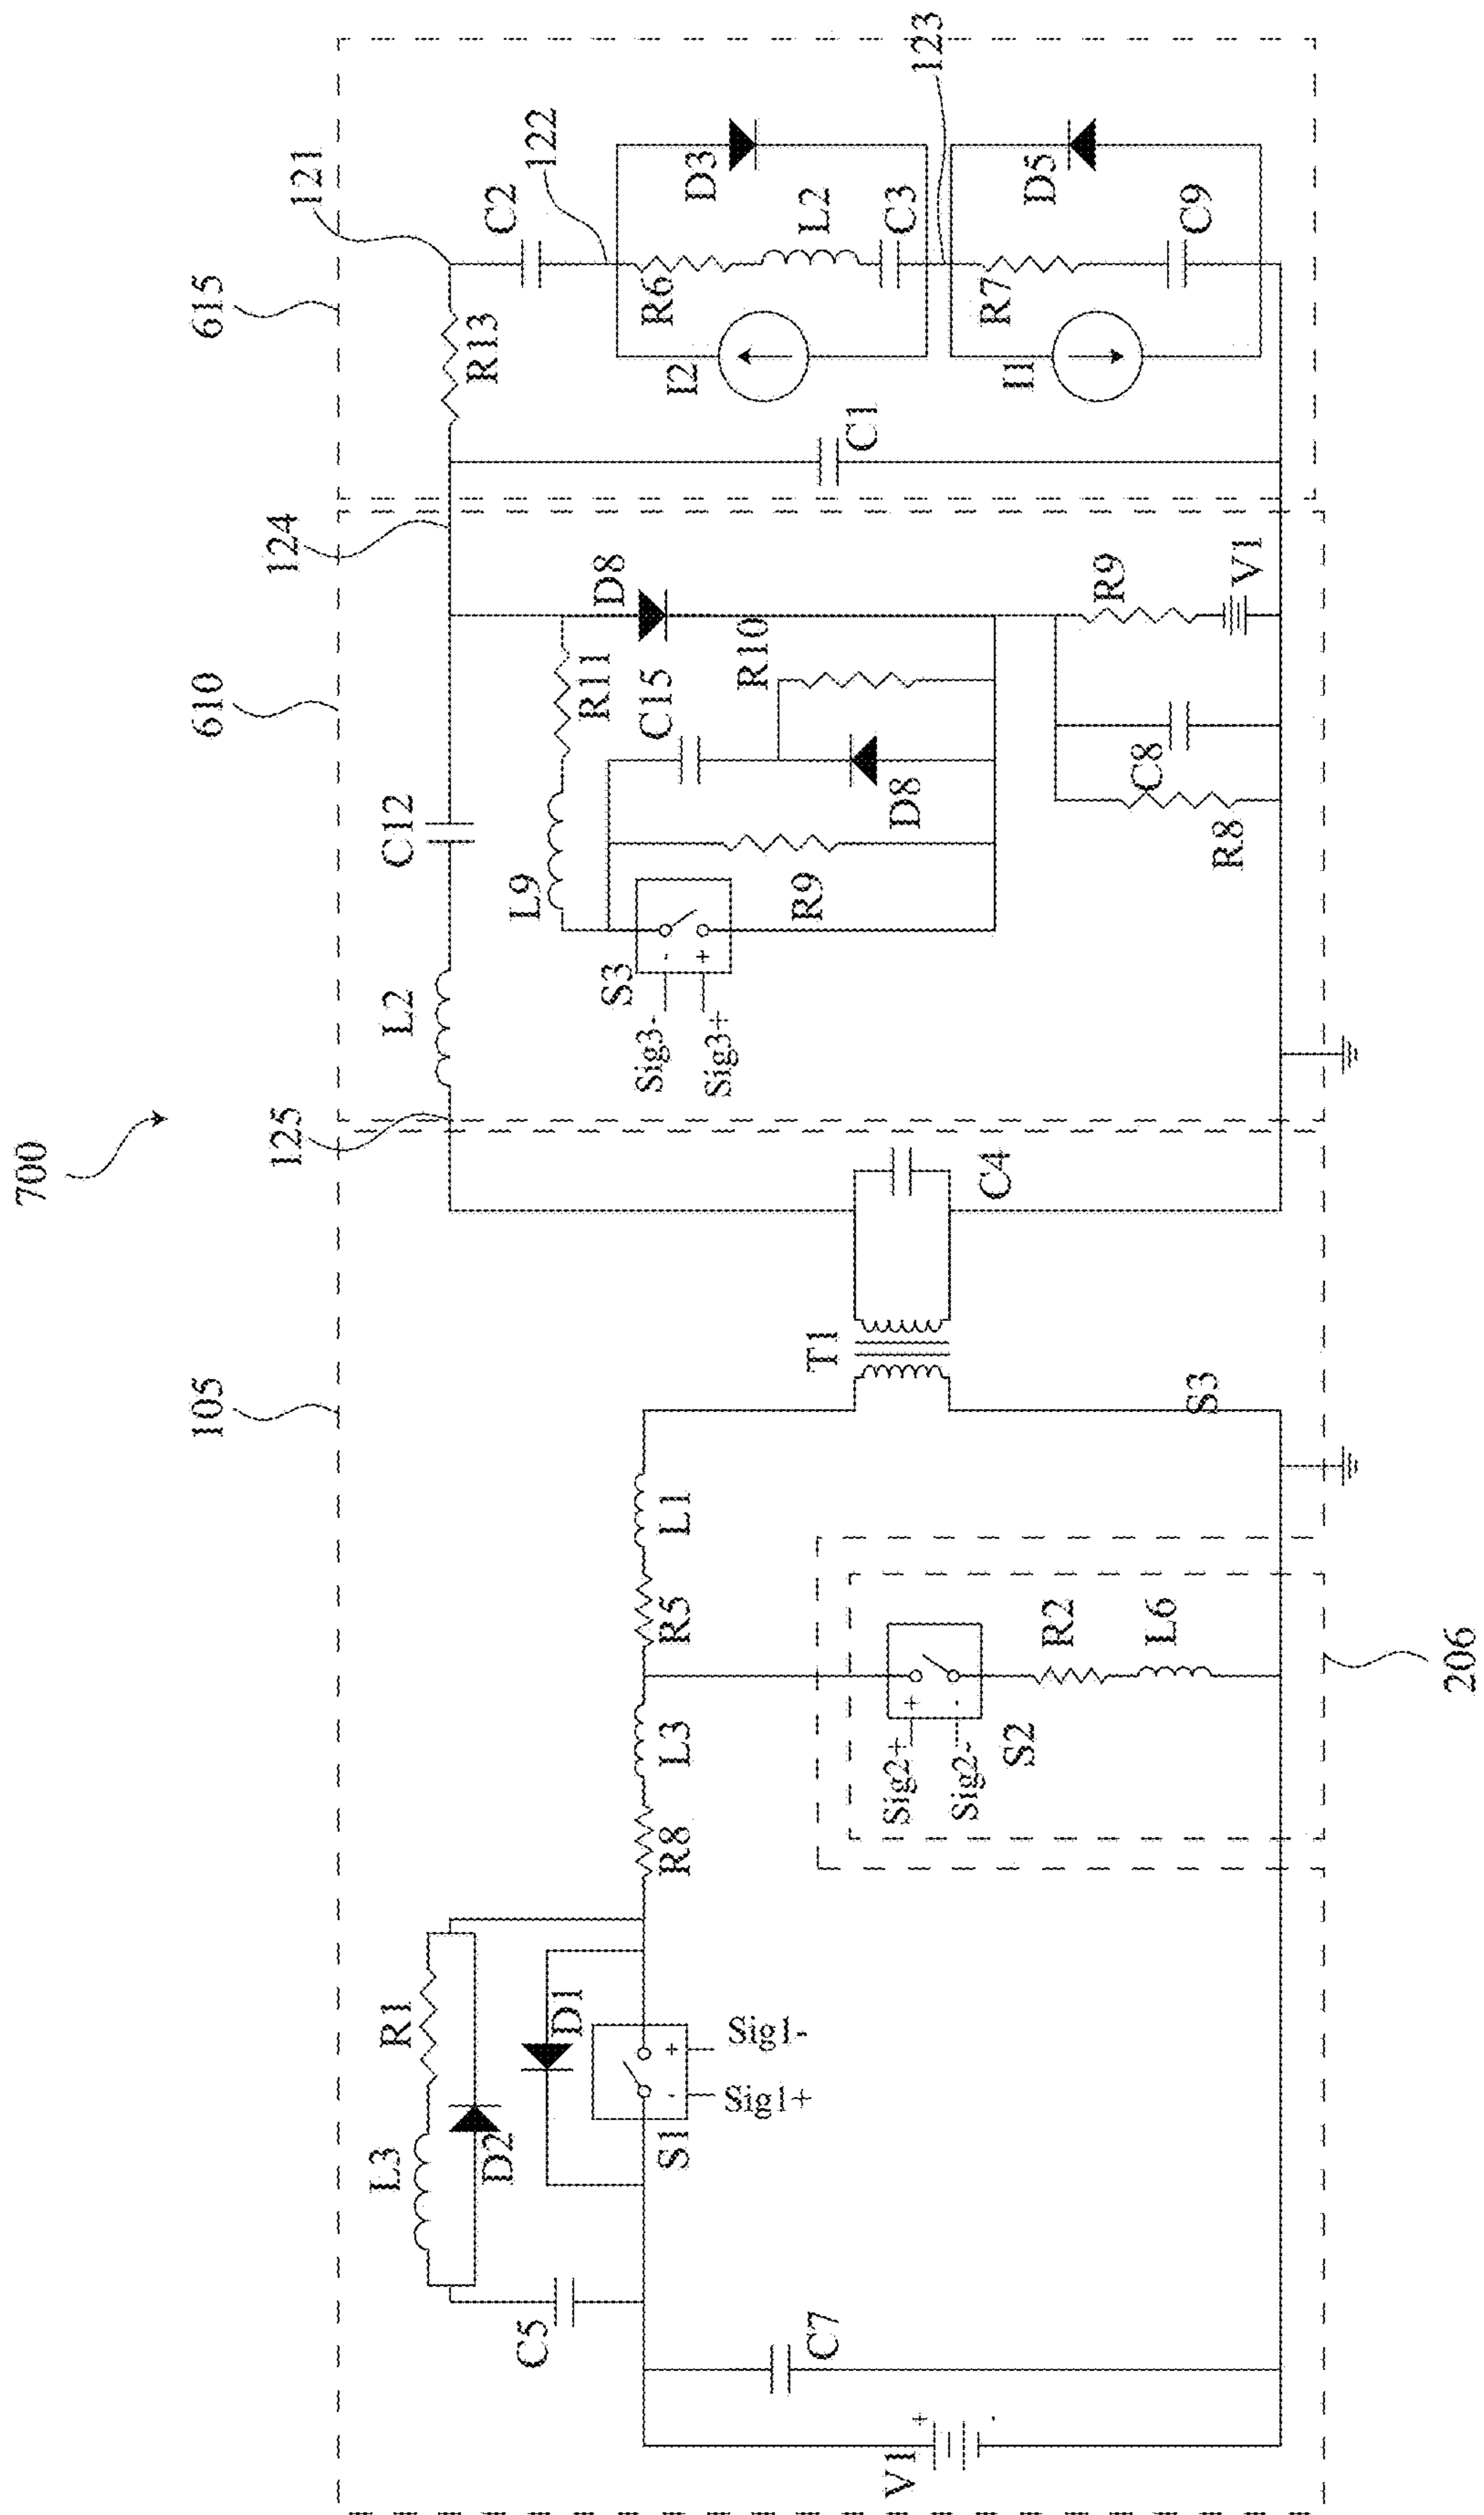 700
105
610
615
125
124
121
122
123
L3
R1
D2
D1
C5
S1
Sig1+
Sig1-
C7
V1
R8
L3
R5
L1
Sig2+
Sig2-
S2
R2
L6
206
T1
S3
C4
L2
C12
L9
R11
D8
S3
Sig3-
Sig3+
C15
R10
R9
D8
R9
C8
R8
V1
R13
C2
C1
I2
R6
D3
L2
C3
I1
R7
D5
C9